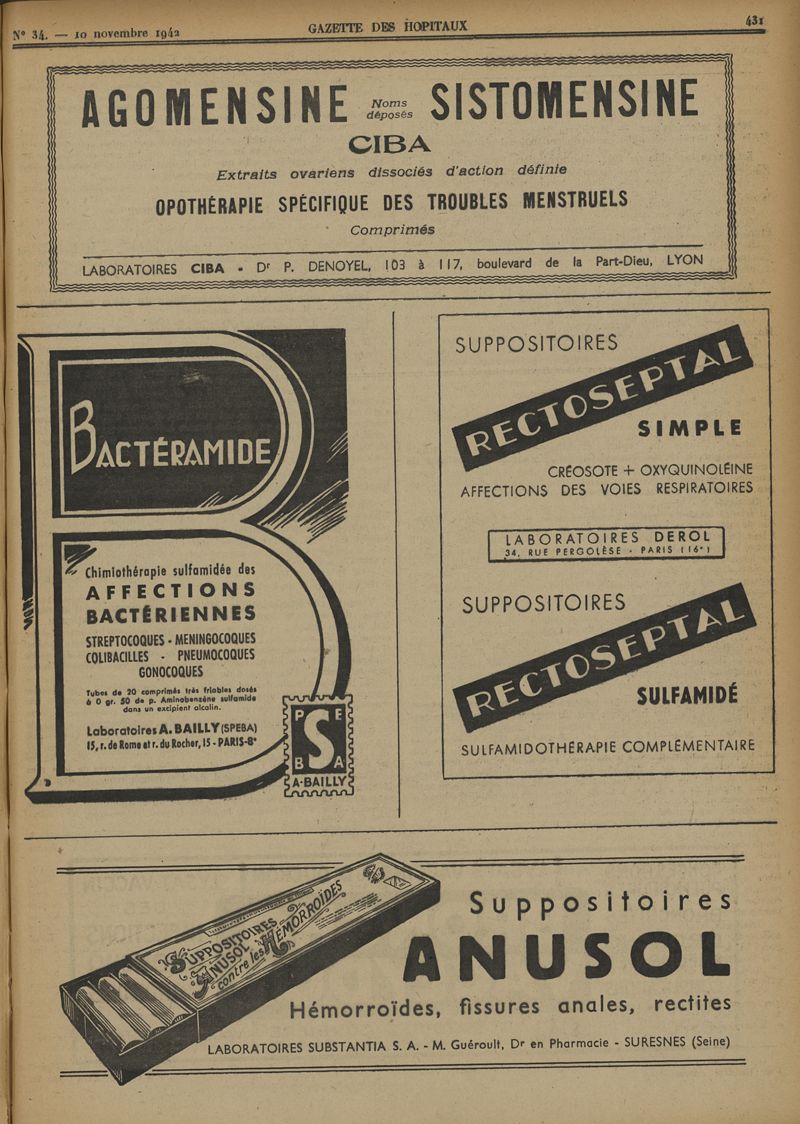 N° 34. — 10 novembre 1942
GAZETTE DES HOPITAUX
431
AGOMENSINE Noms déposés SISTOMENSINE
CIBA
Extraits ovariens dissociés d'action définie
OPOTHÉRAPIE SPÉCIFIQUE DES TROUBLES MENSTRUELS
Comprimés
LABORATOIRES CIBA - Dr P. DENOYEL, 103 à 117, boulevard de la Part-Dieu, LYON
BACTÉRAMIDE
Chimiothérapie sulfamidée des
AFFECTIONS
BACTÉRIENNES
STREPTOCOQUES - MENINGOCOQUES
COLIBACILLES - PNEUMOCOQUES
GONOCOQUES
Tubes de 20 comprimés très friables dosés
à 0 gr. 50 de p. Aminobenzène sulfamide
dans un excipient alcalin.
Laboratoires A. BAILLY (SPEBA)
15, r. de Rome et r. du Rocher, 15 - PARIS-8e
P E
S
B A
A-BAILLY
SUPPOSITOIRES
RECTOSEPTAL
SIMPLE
CRÉOSOTE + OXYQUINOLÉINE
AFFECTIONS DES VOIES RESPIRATOIRES
LABORATOIRES DEROL
34, RUE PERGOLÈSE - PARIS (16e)
SUPPOSITOIRES
RECTOSEPTAL
SULFAMIDÉ
SULFAMIDOTHÉRAPIE COMPLÉMENTAIRE
SUPPOSITOIRES
ANUSOL
contre les HÉMORROÏDES
Suppositoires
ANUSOL
Hémorroïdes, fissures anales, rectites
LABORATOIRES SUBSTANTIA S. A. - M. Guéroult, Dr en Pharmacie - SURESNES (Seine)